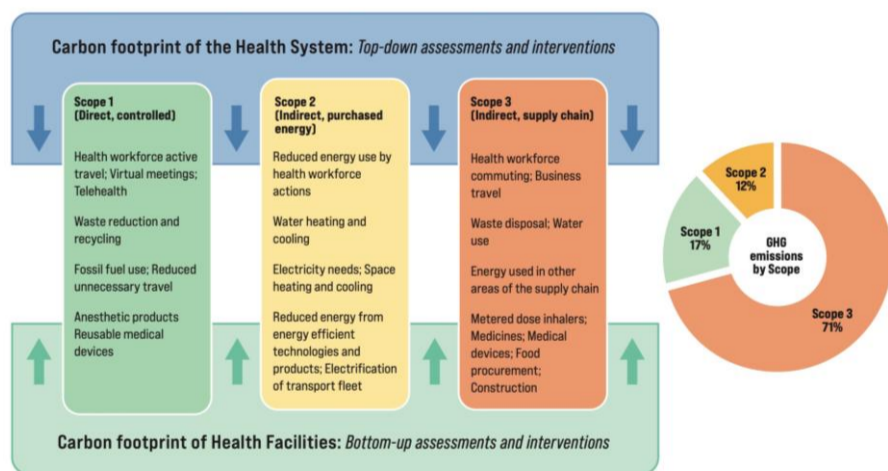 Carbon footprint of the Health System: Top-down assessments and interventions
Scope 1
(Direct, controlled)
Health workforce active
travel; Virtual meetings;
Telehealth
Waste reduction and
recycling
Fossil fuel use; Reduced
unnecessary travel
Anesthetic products
Reusable medical
devices
Scope 2
(Indirect, purchased
energy)
Reduced energy use by
health workforce
actions
Water heating and
cooling
Electricity needs; Space
heating and cooling
Reduced energy from
energy efficient
technologies and
products; Electrification
of transport fleet
Scope 3
(Indirect, supply chain)
Health workforce
commuting; Business
travel
Waste disposal; Water
use
Energy used in other
areas of the supply chain
Metered dose inhalers;
Medicines; Medical
devices; Food
procurement;
Construction
Carbon footprint of Health Facilities: Bottom-up assessments and interventions
Scope 2
12%
Scope 1
17%
GHG
emissions
by Scope
Scope 3
71%